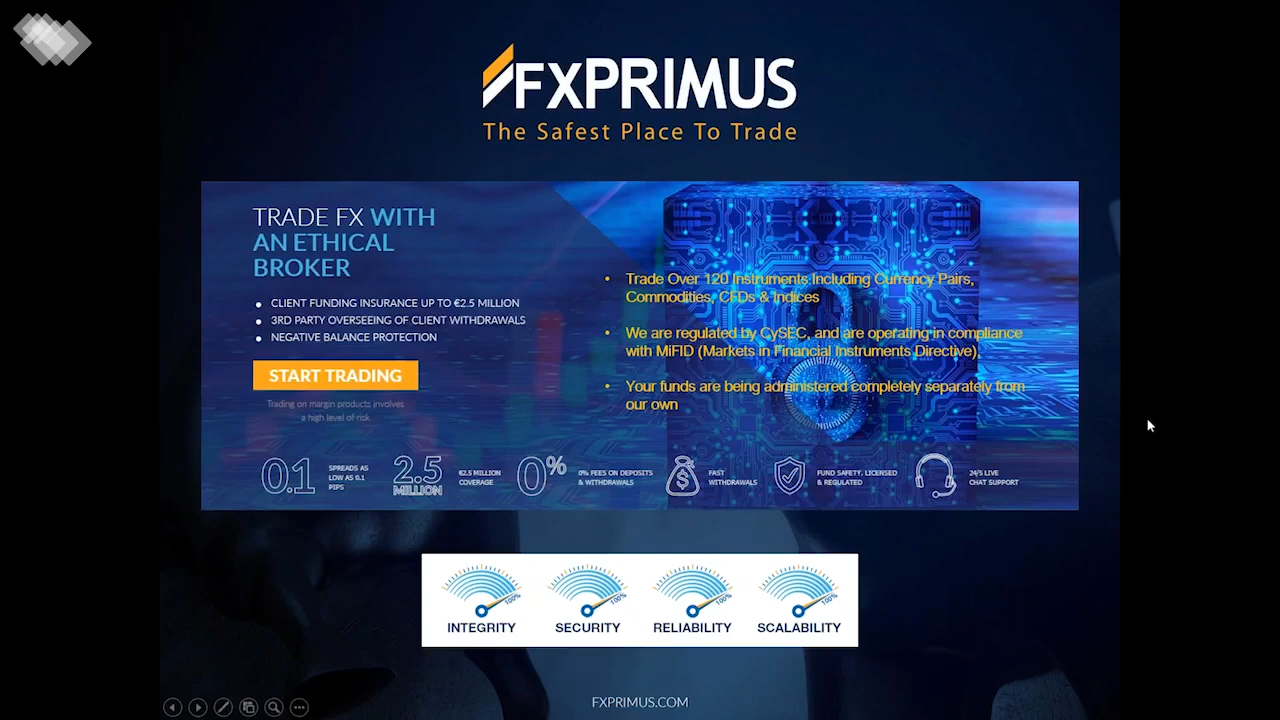 FXPRIMUS
The Safest Place To Trade
TRADE FX WITH
AN ETHICAL
BROKER
• CLIENT FUNDING INSURANCE UP TO €2.5 MILLION
• 3RD PARTY OVERSEEING OF CLIENT WITHDRAWALS
• NEGATIVE BALANCE PROTECTION
START TRADING
Trading on margin products involves
a high level of risk
• Trade Over 120 Instruments Including Currency Pairs,
Commodities, CFDs & Indices
• We are regulated by CySEC, and are operating in compliance
with MiFID (Markets in Financial Instruments Directive).
• Your funds are being administered completely separately from
our own
0.1
SPREADS AS
LOW AS 0.1
PIPS
2.5
MILLION
€2.5 MILLION
COVERAGE
0%
0% FEES ON DEPOSITS
& WITHDRAWALS
$
FAST
WITHDRAWALS
FUND SAFETY, LICENSED
& REGULATED
24/5 LIVE
CHAT SUPPORT
100%
INTEGRITY
100%
SECURITY
100%
RELIABILITY
100%
SCALABILITY
FXPRIMUS.COM